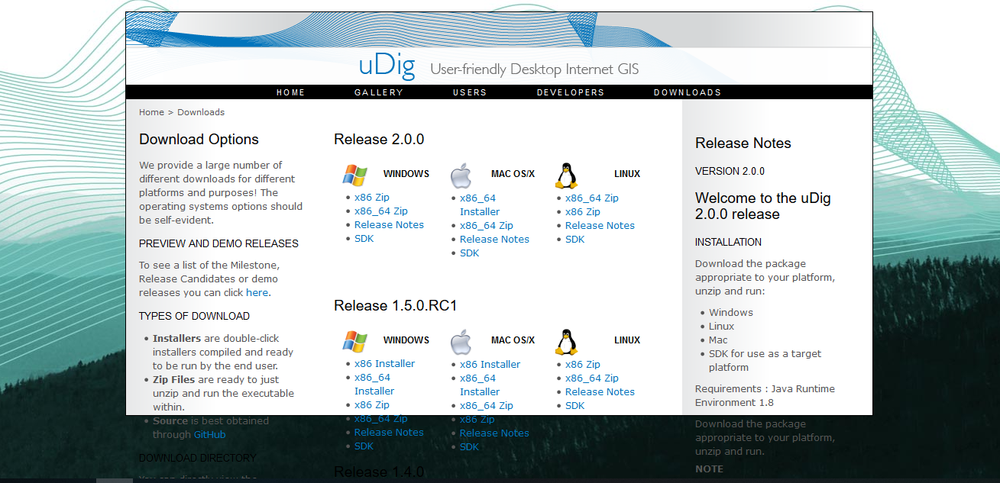 uDig User-friendly Desktop Internet GIS
HOME GALLERY USERS DEVELOPERS DOWNLOADS
Home > Downloads
Download Options
We provide a large number of
different downloads for different
platforms and purposes! The
operating systems options should
be self-evident.
PREVIEW AND DEMO RELEASES
To see a list of the Milestone,
Release Candidates or demo
releases you can click here.
TYPES OF DOWNLOAD
Installers are double-click
installers compiled and ready
to be run by the end user.
Zip Files are ready to just
unzip and run the executable
within.
Source is best obtained
through GitHub
DOWNLOAD DIRECTORY
You can directly view the
Release 2.0.0
WINDOWS
x86 Zip
x86_64 Zip
Release Notes
SDK
MAC OS/X
x86_64
Installer
x86_64 Zip
Release Notes
SDK
LINUX
x86_64 Zip
x86 Zip
Release Notes
SDK
Release 1.5.0.RC1
WINDOWS
x86 Installer
x86_64
Installer
x86 Zip
x86_64 Zip
Release Notes
SDK
MAC OS/X
x86 Installer
x86_64
Installer
x86_64 Zip
x86 Zip
Release Notes
SDK
LINUX
x86 Zip
x86_64 Zip
Release Notes
SDK
Release 1.4.0
Release Notes
VERSION 2.0.0
Welcome to the uDig
2.0.0 release
INSTALLATION
Download the package
appropriate to your platform,
unzip and run:
Windows
Linux
Mac
SDK for use as a target
platform
Requirements : Java Runtime
Environment 1.8
Download the package
appropriate to your platform,
unzip and run.
NOTE